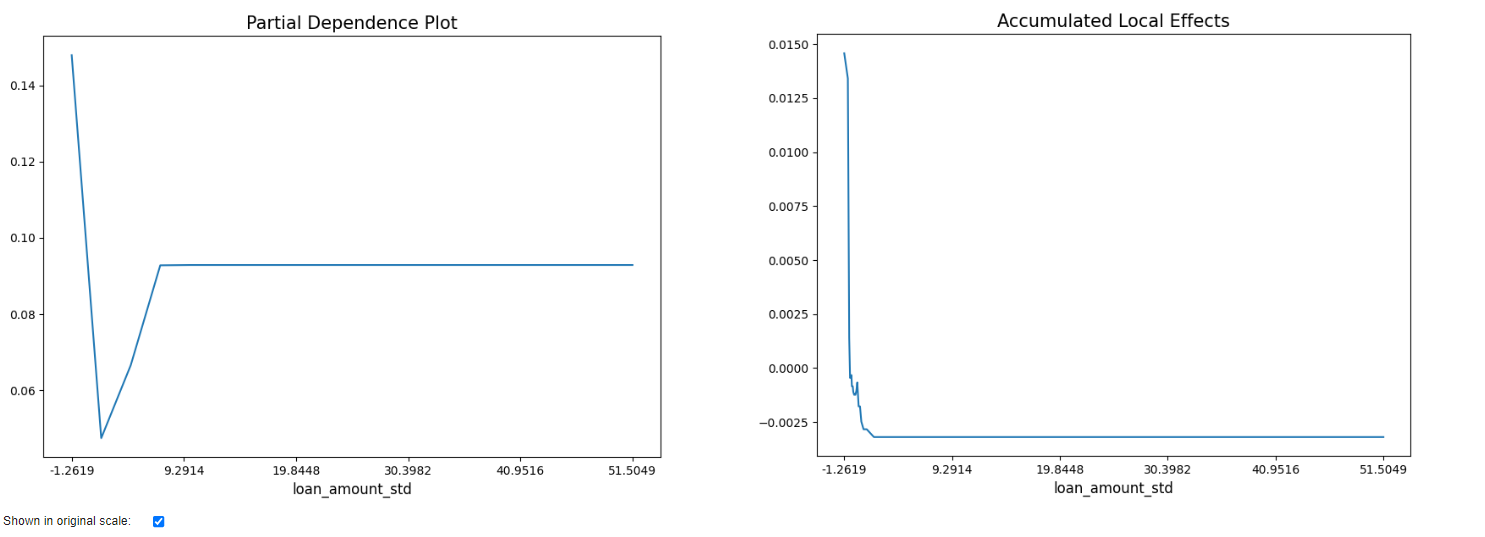 Partial Dependence Plot
0.14
0.12
0.10
0.08
0.06
-1.2619 9.2914 19.8448 30.3982 40.9516 51.5049
loan_amount_std
Accumulated Local Effects
0.0150
0.0125
0.0100
0.0075
0.0050
0.0025
0.0000
−0.0025
-1.2619 9.2914 19.8448 30.3982 40.9516 51.5049
loan_amount_std
Shown in original scale: